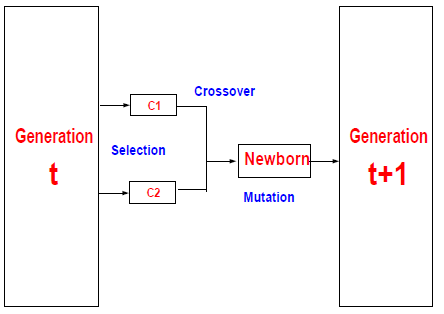 Generation
t
Selection
C1
C2
Crossover
Newborn
Mutation
Generation
t+1